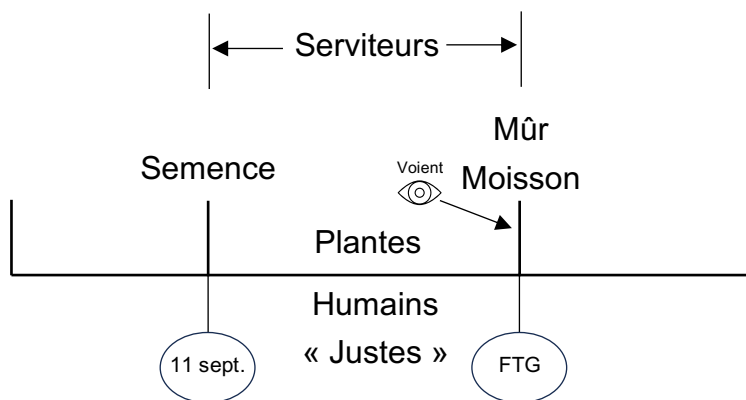 Serviteurs
Mûr
Semence
Voient
Moisson
Plantes
Humains
« Justes »
11 sept.
FTG